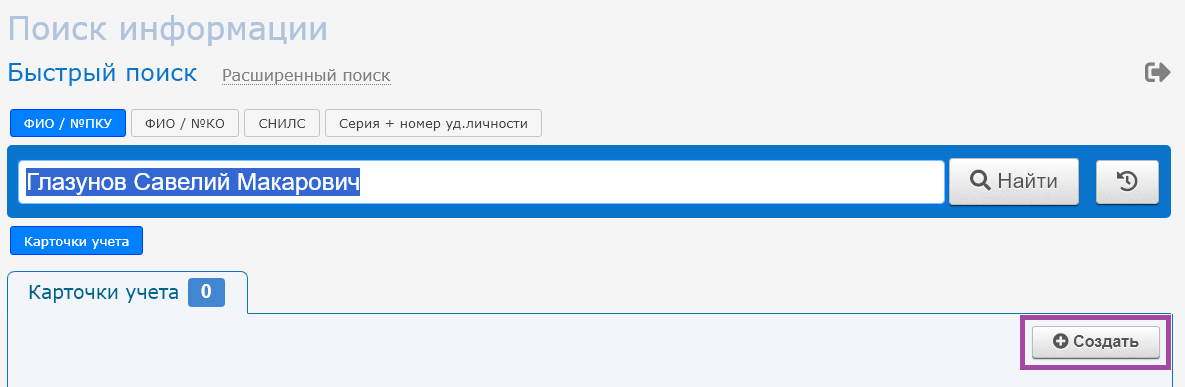 Поиск информации
Быстрый поиск Расширенный поиск
ФИО / №ПКУ ФИО / №КО СНИЛС Серия + номер уд.личности
Глазунов Савелий Макарович Найти
Карточки учета
Карточки учета 0
Создать